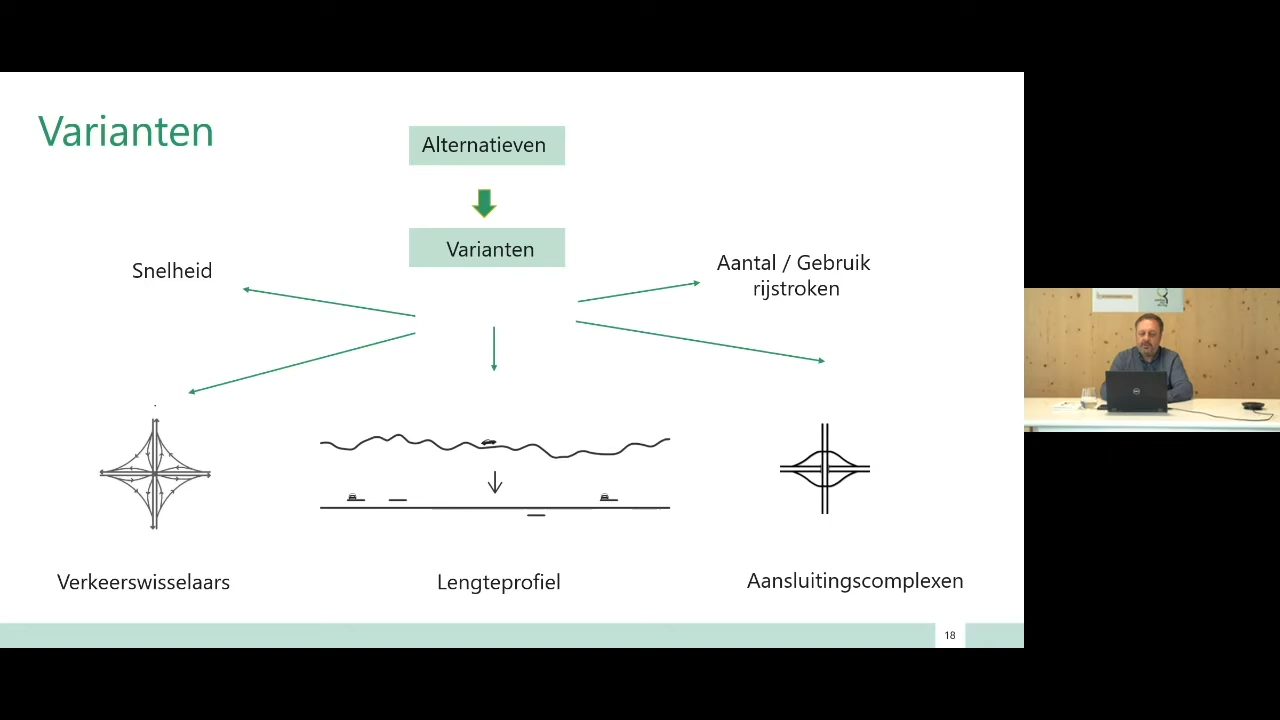 Varianten
Alternatieven
Varianten
Snelheid
Aantal / Gebruik
rijstroken
Verkeerswisselaars
Lengteprofiel
Aansluitingscomplexen
18